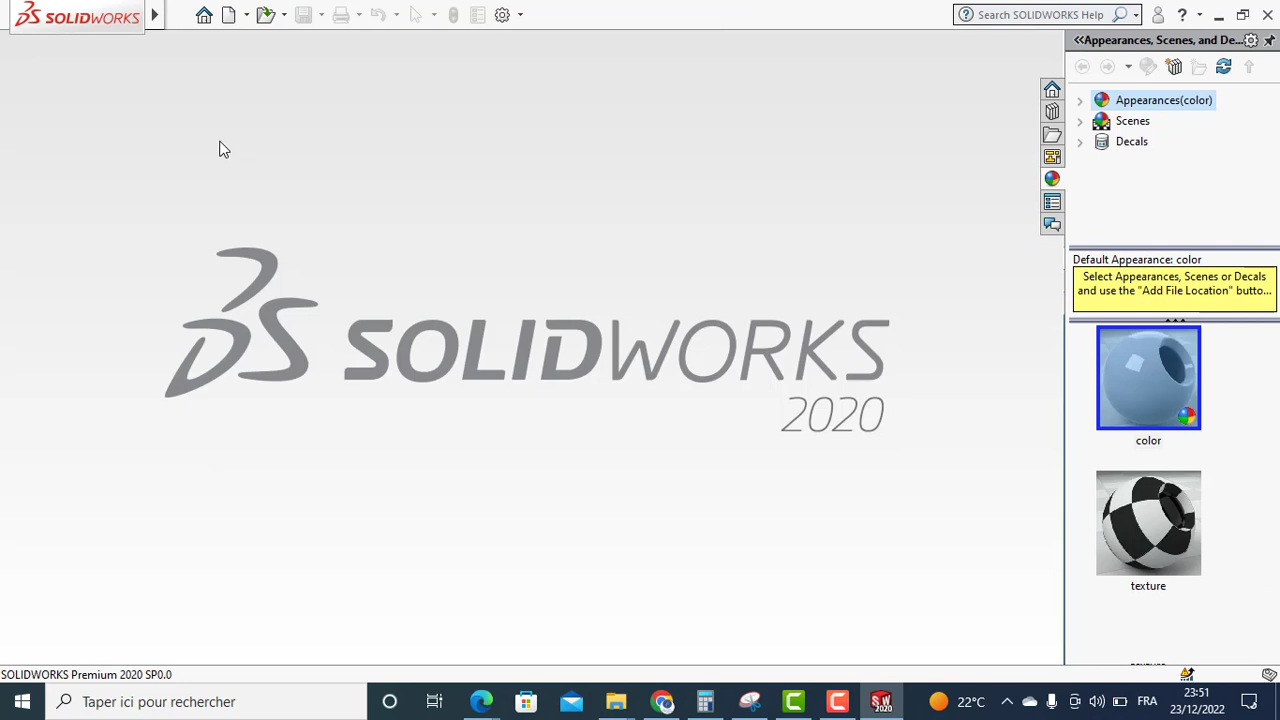 SOLIDWORKS
Search SOLIDWORKS Help
?
Appearances, Scenes, and De...
Appearances(color)
Scenes
Decals
Default Appearance: color
Select Appearances, Scenes or Decals
and use the "Add File Location" butto...
color
texture
SOLIDWORKS
2020
SOLIDWORKS Premium 2020 SP0.0
Taper ici pour rechercher
SW
2020
22°C
FRA
23:51
23/12/2022